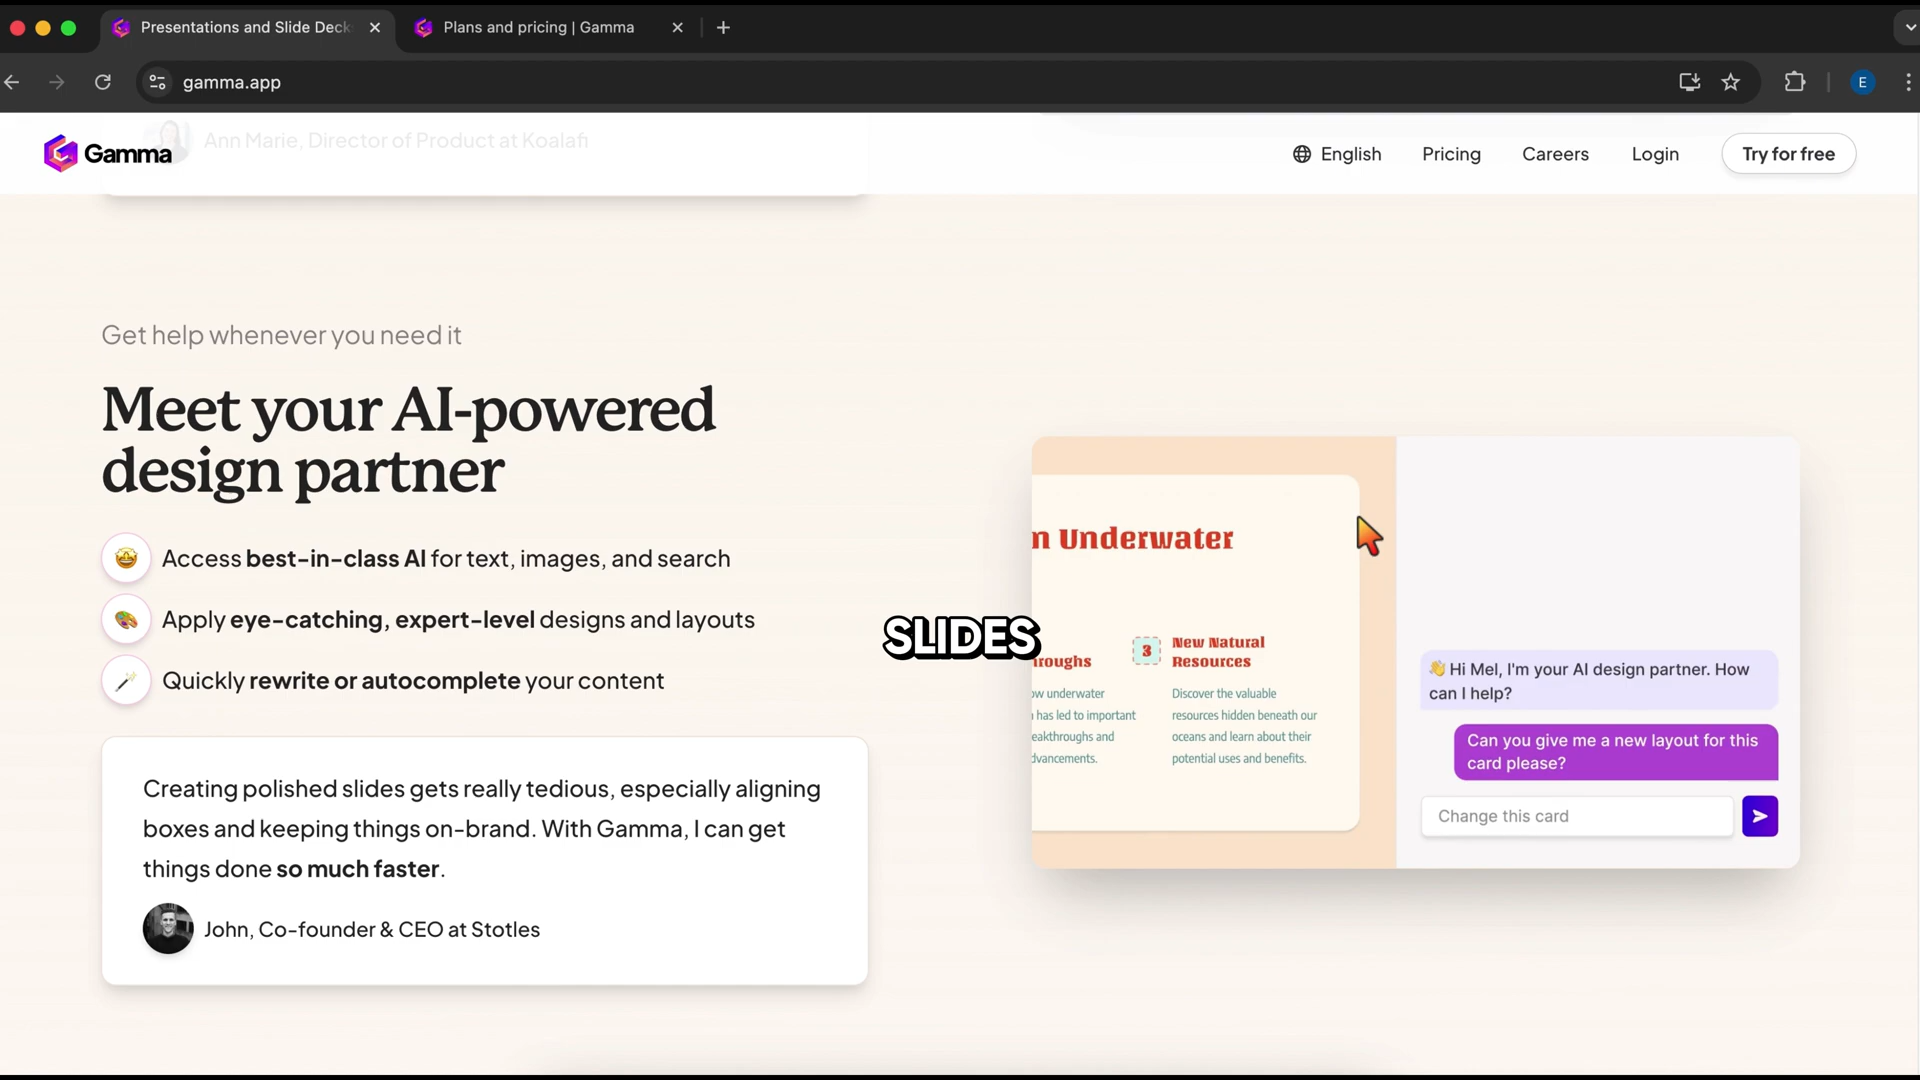 Presentations and Slide Deck
Plans and pricing | Gamma
gamma.app
E
Ann Marie, Director of Product at Koalafi
Gamma
English
Pricing
Careers
Login
Try for free
Get help whenever you need it
Meet your AI-powered
design partner
Access best-in-class AI for text, images, and search
Apply eye-catching, expert-level designs and layouts
Quickly rewrite or autocomplete your content
SLIDES
Creating polished slides gets really tedious, especially aligning
boxes and keeping things on-brand. With Gamma, I can get
things done so much faster.
John, Co-founder & CEO at Stotles
n Underwater
roughs
ow underwater
has led to important
eakthroughs and
dvancements.
3
New Natural
Resources
Discover the valuable
resources hidden beneath our
oceans and learn about their
potential uses and benefits.
👋 Hi Mel, I'm your AI design partner. How
can I help?
Can you give me a new layout for this
card please?
Change this card